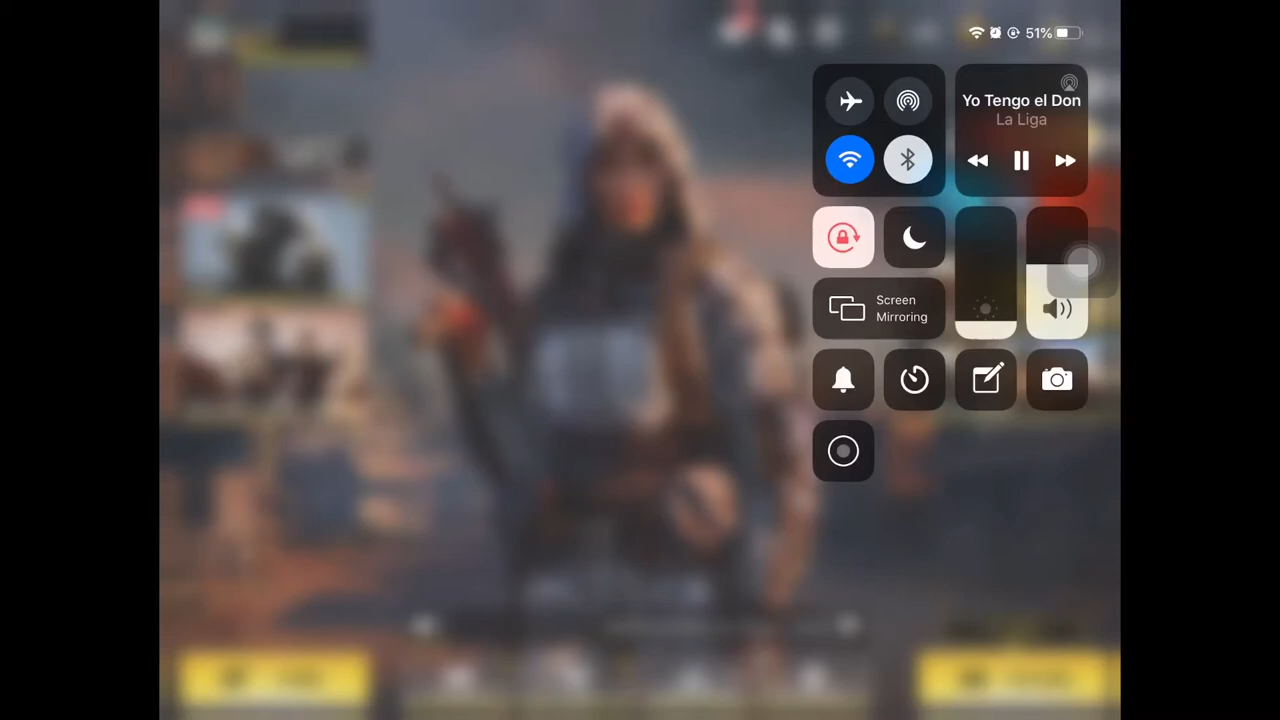 51%
Yo Tengo el Don
La Liga
Screen
Mirroring